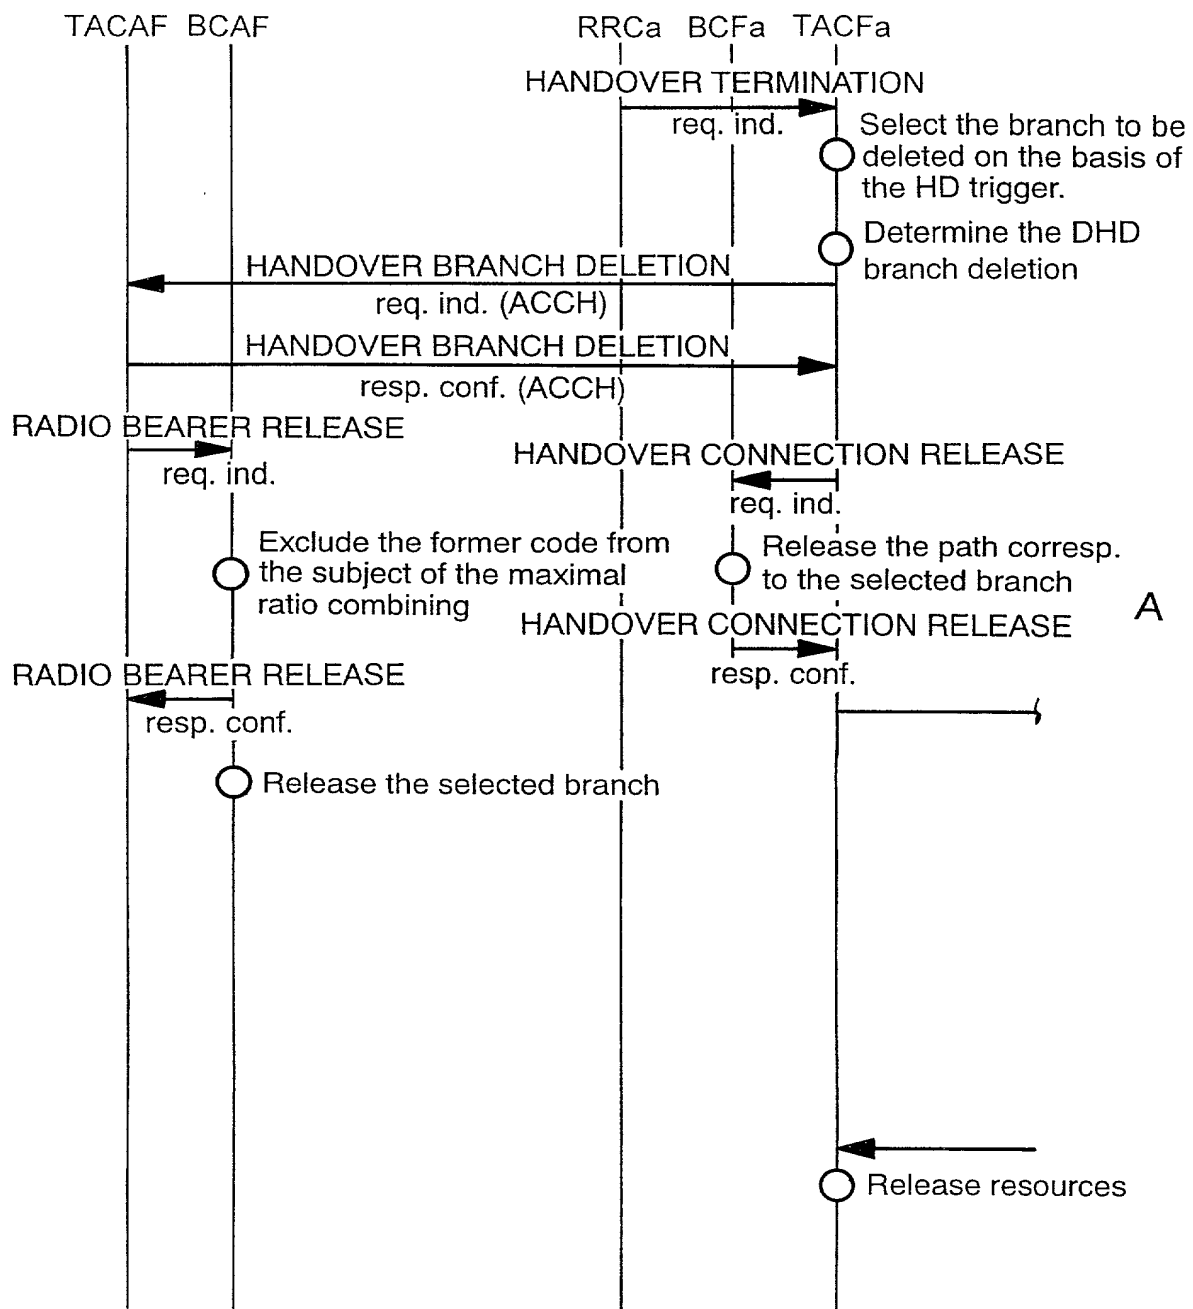 TACAF BCAF RRCa BCFa TACFa
HANDOVER TERMINATION
req. ind.
Select the branch to be
deleted on the basis of
the HD trigger.
Determine the DHD
branch deletion
HANDOVER BRANCH DELETION
req. ind. (ACCH)
HANDOVER BRANCH DELETION
resp. conf. (ACCH)
RADIO BEARER RELEASE
req. ind.
HANDOVER CONNECTION RELEASE
req. ind.
Exclude the former code from
the subject of the maximal
ratio combining
Release the path corresp.
to the selected branch
A
HANDOVER CONNECTION RELEASE
resp. conf.
RADIO BEARER RELEASE
resp. conf.
Release the selected branch
Release resources